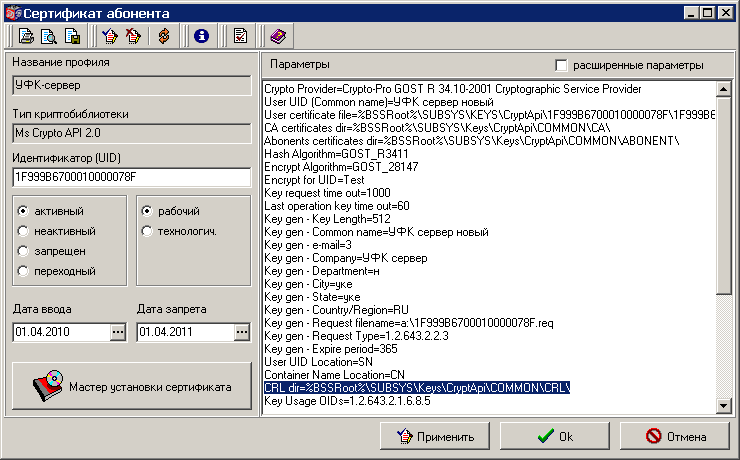 Сертификат абонента
Название профиля
УФК-сервер
Тип криптобиблиотеки
Ms Crypto API 2.0
Идентификатор (UID)
1F999B6700010000078F
активный
неактивный
запрещен
переходный
рабочий
технологич.
Дата ввода
Дата запрета
01.04.2010
01.04.2011
Мастер установки сертификата
Параметры
расширенные параметры
Crypto Provider=Crypto-Pro GOST R 34.10-2001 Cryptographic Service Provider
User UID (Common name)=УФК сервер новый
User certificate file=%BSSRoot%\SUBSYS\KEYS\CryptApi\1F999B6700010000078F\1F999B6
CA certificates dir=%BSSRoot%\SUBSYS\Keys\CryptApi\COMMON\CA\
Abonents certificates dir=%BSSRoot%\SUBSYS\Keys\CryptApi\COMMON\ABONENT\
Hash Algorithm=GOST_R3411
Encrypt Algorithm=GOST_28147
Encrypt for UID=Test
Key request time out=1000
Last operation key time out=60
Key gen - Key Length=512
Key gen - Common name=УФК сервер новый
Key gen - e-mail=3
Key gen - Company=УФК сервер
Key gen - Department=н
Key gen - City=уке
Key gen - State=уке
Key gen - Country/Region=RU
Key gen - Request filename=a:\1F999B6700010000078F.req
Key gen - Request Type=1.2.643.2.2.3
Key gen - Expire period=365
User UID Location=SN
Container Name Location=CN
CRL dir=%BSSRoot%\SUBSYS\Keys\CryptApi\COMMON\CRL\
Key Usage OIDs=1.2.643.2.1.6.8.5
Применить
Ok
Отмена